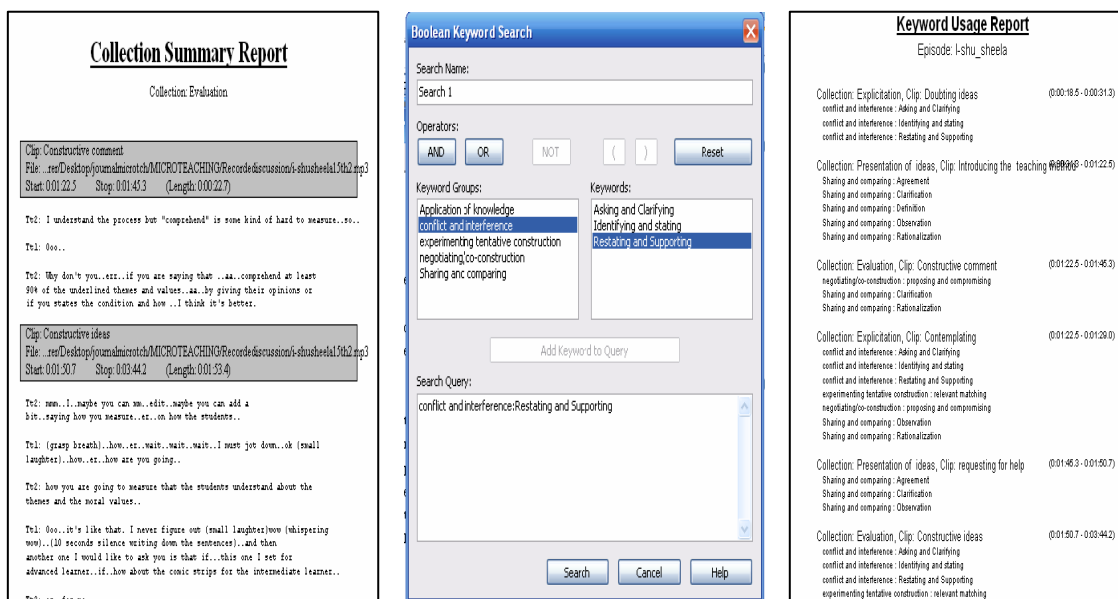 Collection Summary Report
Collection: Evaluation
Clip: Constructive comment
File: ...rer/Desktop/journalmicrotch/MICROTEACHING/Recordediscussion/i-shusheela15th2.mp3
Start: 0:01:22.5 Stop: 0:01:45.3 (Length: 0:00:22.7)
Tt2: I understand the process but "comprehend" is some kind of hard to measure..so..
Tt1: Ooo..
Tt2: Why don't you..err..if you are saying that ..aa..comprehend at least
90% of the underlined themes and values..aa..by giving their opinions or
if you states the condition and how ..I think it's better.
Clip: Constructive ideas
File: ...rer/Desktop/journalmicrotch/MICROTEACHING/Recordediscussion/i-shusheela15th2.mp3
Start: 0:01:50.7 Stop: 0:03:44.2 (Length: 0:01:53.4)
Tt2: mmm..I..maybe you can mm..edit..maybe you can add a
bit..saying how you measure..er..on how the students..
Tt1: (grasp breath)..how..er..wait..wait..wait..I must jot down..ok (small
laughter)..how..er..how are you going..
Tt2: how you are going to measure that the students understand about the
themes and the moral values..
Tt1: Ooo..it's like that. I never figure out (small laughter)wow (whispering
wow)..(10 seconds silence writing down the sentences)..and then
another one I would like to ask you is that if...this one I set for
advanced learner..if..how about the comic strips for the intermediate learner..
Boolean Keyword Search
Search Name:
Search 1
Operators:
AND OR NOT ( ) Reset
Keyword Groups:
Application of knowledge
conflict and interference
experimenting tentative construction
negotiating/co-construction
Sharing and comparing
Keywords:
Asking and Clarifying
Identifying and stating
Restating and Supporting
Add Keyword to Query
Search Query:
conflict and interference:Restating and Supporting
Search Cancel Help
Keyword Usage Report
Episode: I-shu_sheela
Collection: Explicitation, Clip: Doubting ideas (0:00:18.5 - 0:00:31.3)
conflict and interference : Asking and Clarifying
conflict and interference : Identifying and stating
conflict and interference : Restating and Supporting
Collection: Presentation of ideas, Clip: Introducing the teaching method - 0:01:22.5)
Sharing and comparing : Agreement
Sharing and comparing : Clarification
Sharing and comparing : Definition
Sharing and comparing : Observation
Sharing and comparing : Rationalization
Collection: Evaluation, Clip: Constructive comment (0:01:22.5 - 0:01:45.3)
negotiating/co-construction : proposing and compromising
Sharing and comparing : Clarification
Sharing and comparing : Rationalization
Collection: Explicitation, Clip: Contemplating (0:01:22.5 - 0:01:29.0)
conflict and interference : Asking and Clarifying
conflict and interference : Identifying and stating
conflict and interference : Restating and Supporting
experimenting tentative construction : relevant matching
negotiating/co-construction : proposing and compromising
Sharing and comparing : Observation
Sharing and comparing : Rationalization
Collection: Presentation of ideas, Clip: requesting for help (0:01:45.3 - 0:01:50.7)
Sharing and comparing : Agreement
Sharing and comparing : Clarification
Sharing and comparing : Observation
Collection: Evaluation, Clip: Constructive ideas (0:01:50.7 - 0:03:44.2)
conflict and interference : Asking and Clarifying
conflict and interference : Identifying and stating
conflict and interference : Restating and Supporting
experimenting tentative construction : relevant matching